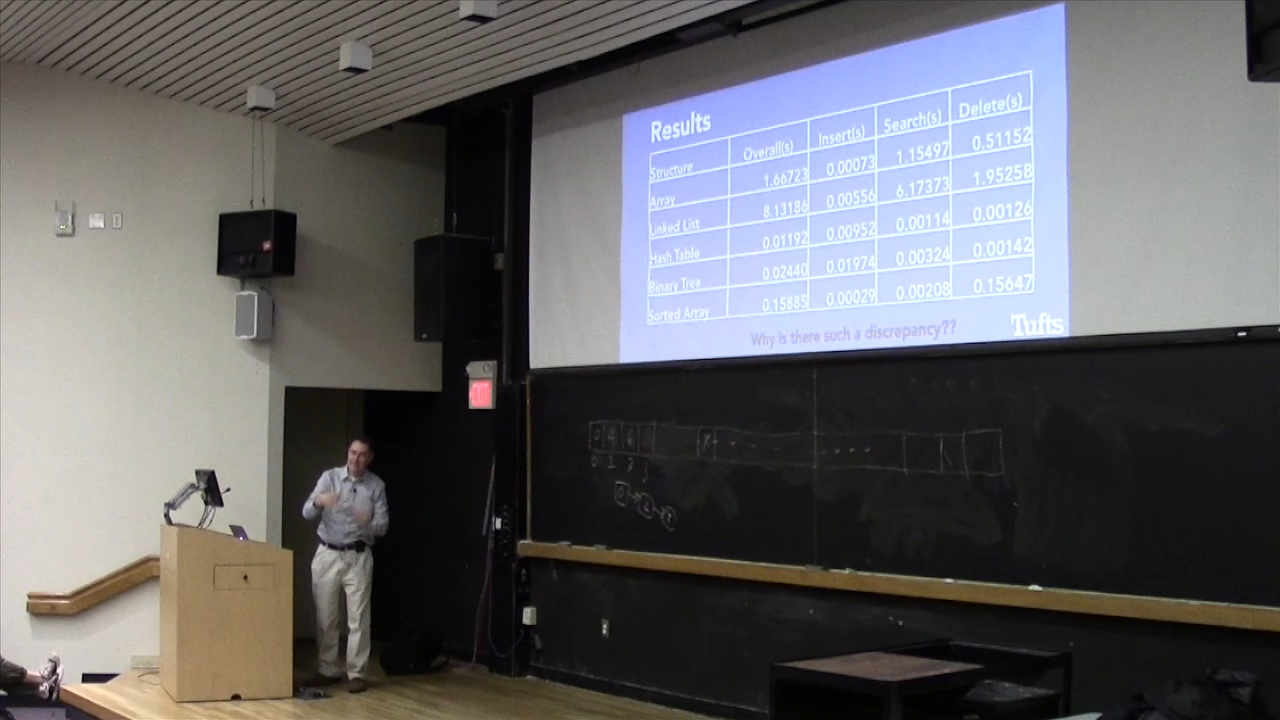 Results
Structure Overall(s) Insert(s) Search(s) Delete(s)
Array 1.66723 0.00073 1.15497 0.51152
Linked List 8.13186 0.00556 6.17373 1.95258
Hash Table 0.01192 0.00952 0.00114 0.00126
Binary Tree 0.02440 0.01974 0.00324 0.00142
Sorted Array 0.15885 0.00029 0.00208 0.15647
Why is there such a discrepancy??
Tufts
EXIT